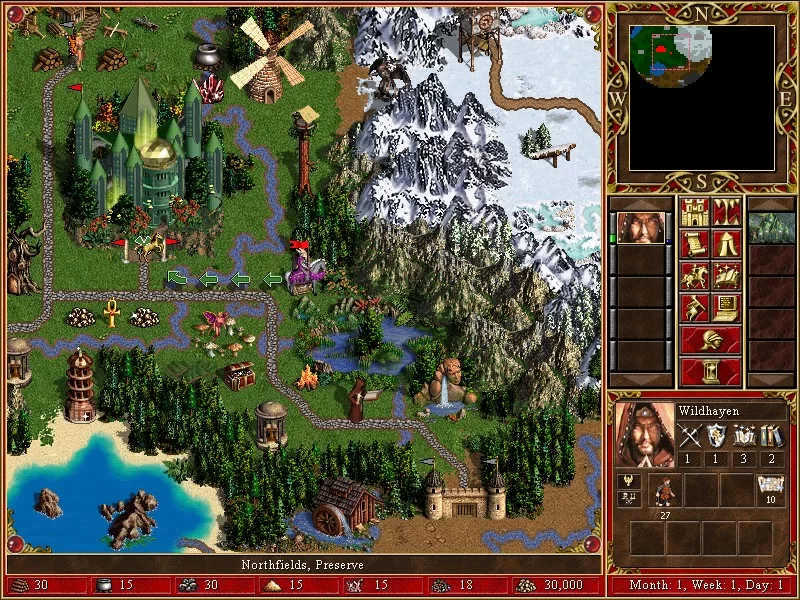 N
W
E
S
Wildhayen
1 1 3 2
10
27
Northfields, Preserve
30 15 30 15 15 18 30,000
Month: 1, Week: 1, Day: 1